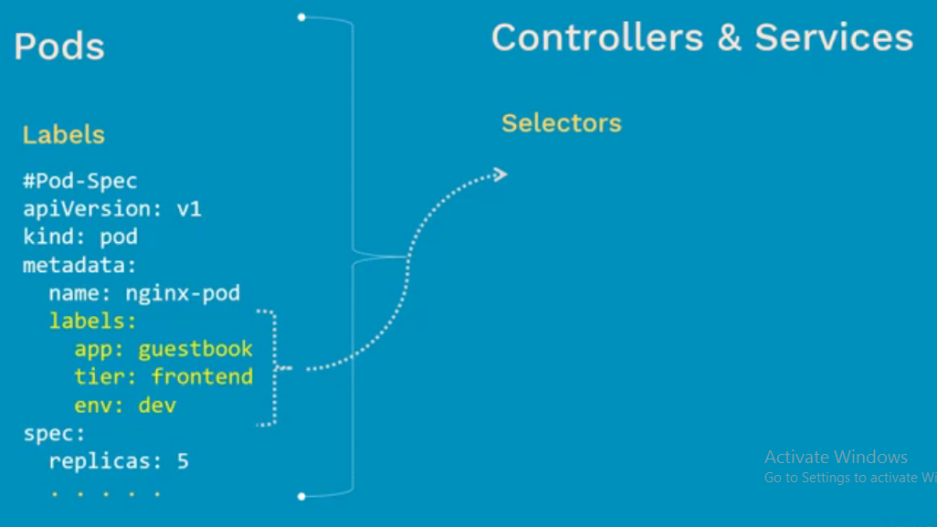 Pods
Labels
#Pod-Spec
apiVersion: v1
kind: pod
metadata:
  name: nginx-pod
  labels:
    app: guestbook
    tier: frontend
    env: dev
spec:
  replicas: 5
  . . . . .
Controllers & Services
Selectors
Activate Windows
Go to Settings to activate Wi